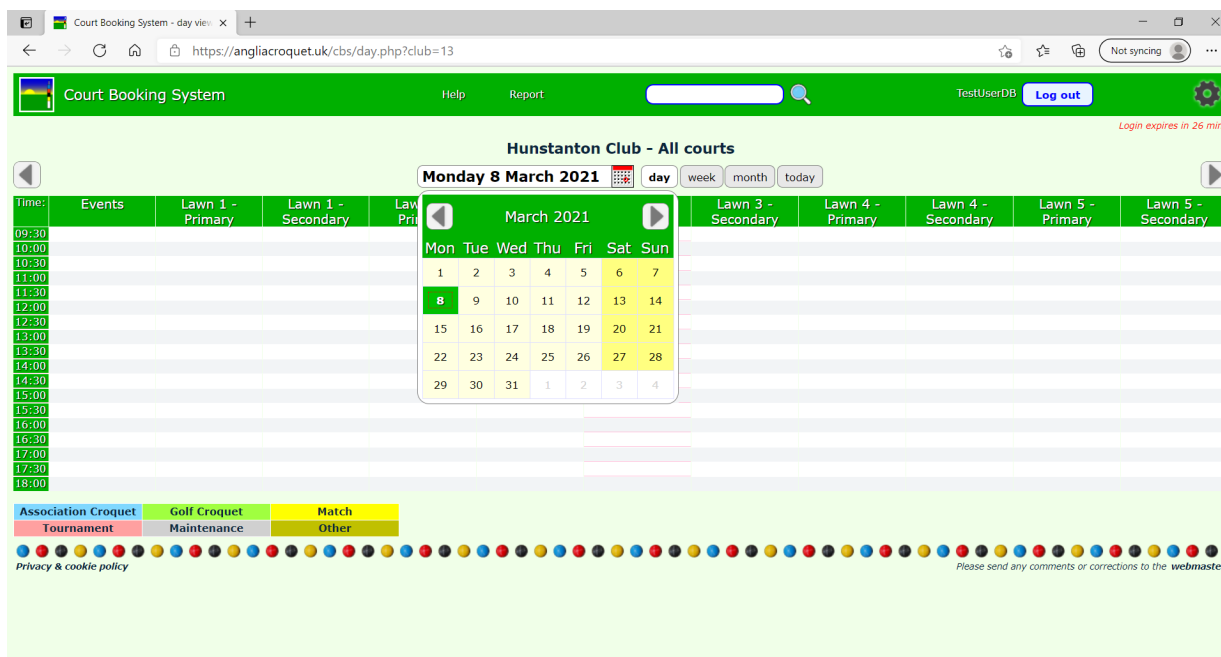 Court Booking System - day view
https://angliacroquet.uk/cbs/day.php?club=13
Not syncing
Court Booking System
Help
Report
TestUserDB
Log out
Login expires in 26 min
Hunstanton Club - All courts
Monday 8 March 2021
day
week
month
today
Time:
Events
Lawn 1 -
Primary
Lawn 1 -
Secondary
Law
Pri
Lawn 3 -
Secondary
Lawn 4 -
Primary
Lawn 4 -
Secondary
Lawn 5 -
Primary
Lawn 5 -
Secondary
March 2021
Mon Tue Wed Thu Fri Sat Sun
1 2 3 4 5 6 7
8 9 10 11 12 13 14
15 16 17 18 19 20 21
22 23 24 25 26 27 28
29 30 31 1 2 3 4
09:30
10:00
10:30
11:00
11:30
12:00
12:30
13:00
13:30
14:00
14:30
15:00
15:30
16:00
16:30
17:00
17:30
18:00
Association Croquet Golf Croquet Match
Tournament Maintenance Other
Privacy & cookie policy
Please send any comments or corrections to the webmaste